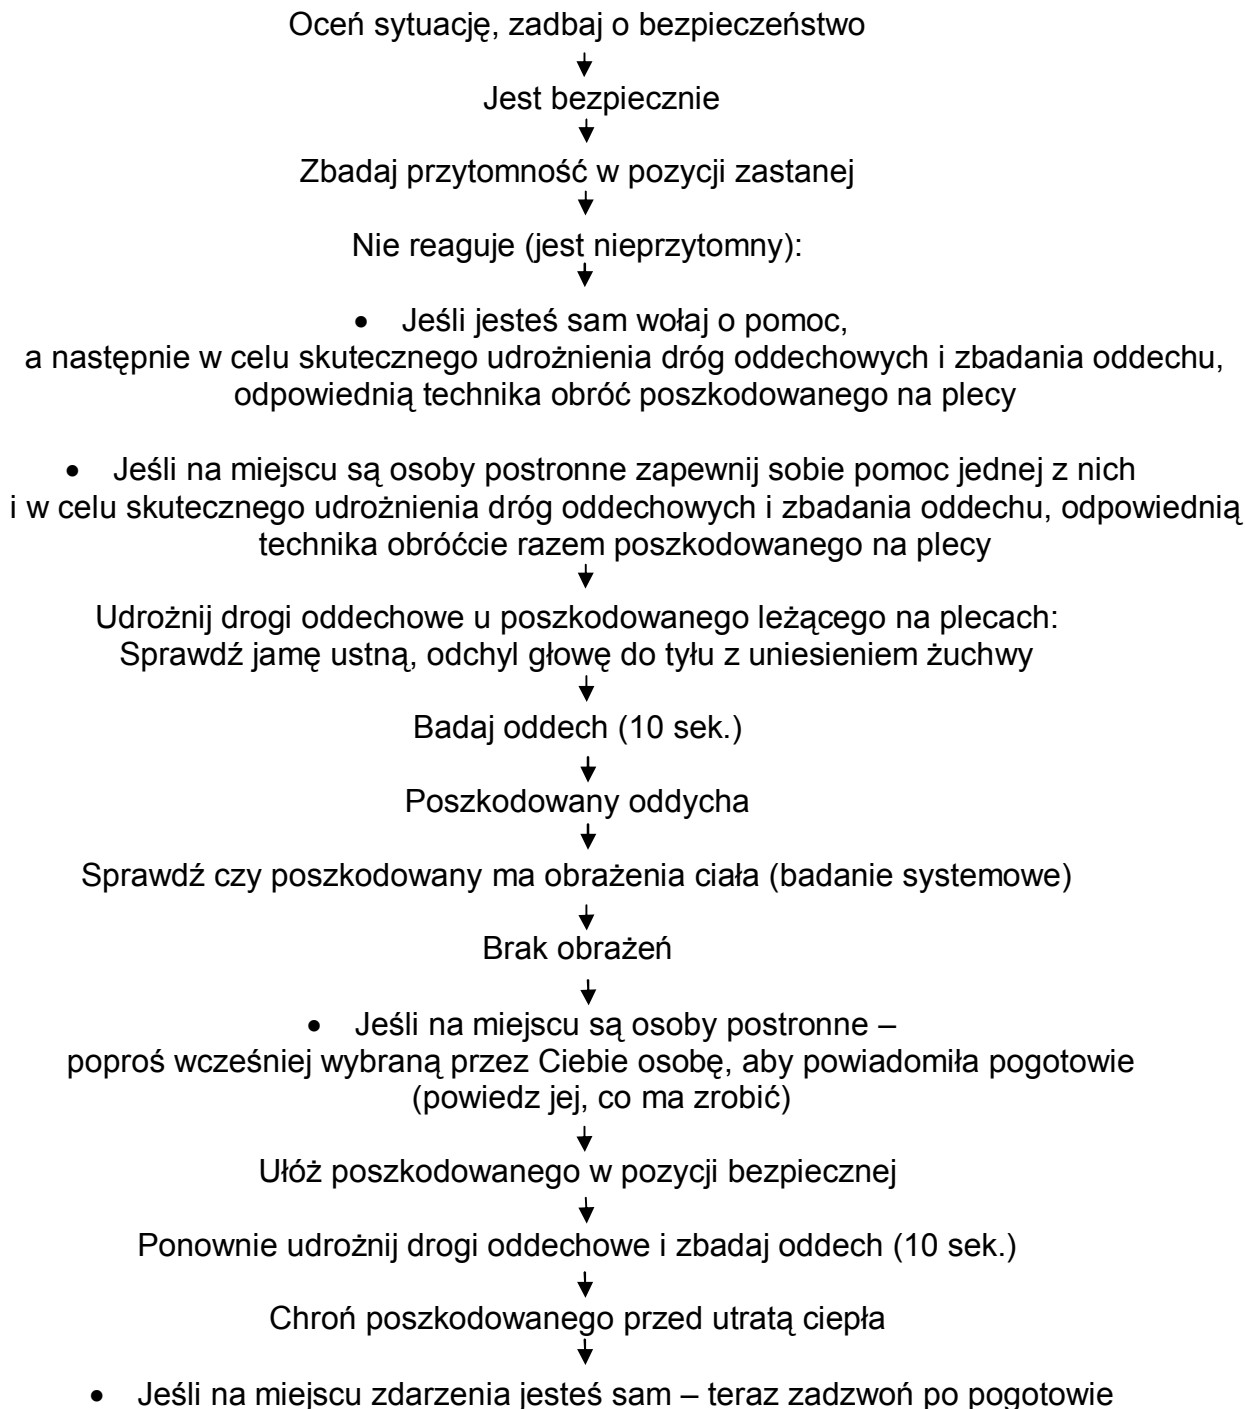 Oceń sytuację, zadbaj o bezpieczeństwo
Jest bezpiecznie
Zbadaj przytomność w pozycji zastanej
Nie reaguje (jest nieprzytomny):
• Jeśli jesteś sam wołaj o pomoc,
a następnie w celu skutecznego udrożnienia dróg oddechowych i zbadania oddechu,
odpowiednią technika obróć poszkodowanego na plecy
• Jeśli na miejscu są osoby postronne zapewnij sobie pomoc jednej z nich
i w celu skutecznego udrożnienia dróg oddechowych i zbadania oddechu, odpowiednią
technika obróćcie razem poszkodowanego na plecy
Udrożnij drogi oddechowe u poszkodowanego leżącego na plecach:
Sprawdź jamę ustną, odchyl głowę do tyłu z uniesieniem żuchwy
Badaj oddech (10 sek.)
Poszkodowany oddycha
Sprawdź czy poszkodowany ma obrażenia ciała (badanie systemowe)
Brak obrażeń
• Jeśli na miejscu są osoby postronne –
poproś wcześniej wybraną przez Ciebie osobę, aby powiadomiła pogotowie
(powiedz jej, co ma zrobić)
Ułóż poszkodowanego w pozycji bezpiecznej
Ponownie udrożnij drogi oddechowe i zbadaj oddech (10 sek.)
Chroń poszkodowanego przed utratą ciepła
• Jeśli na miejscu zdarzenia jesteś sam – teraz zadzwoń po pogotowie